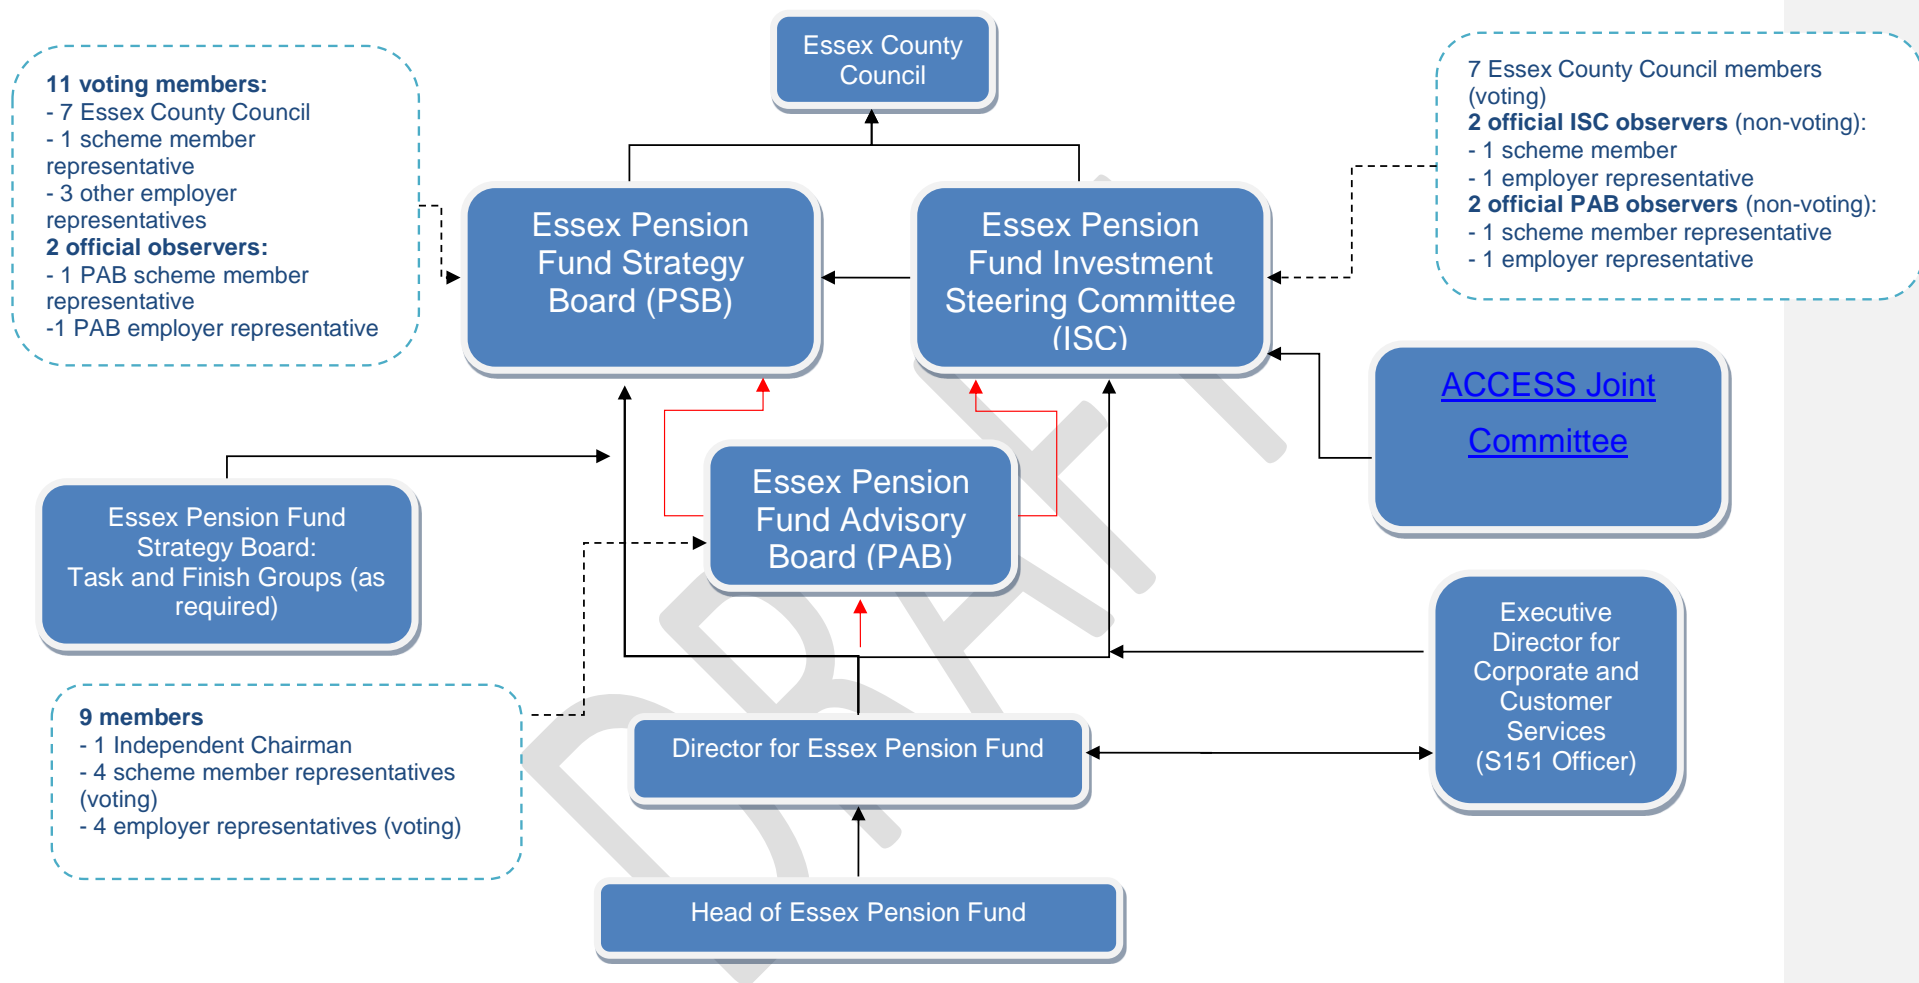 Essex County
Council
11 voting members:
- 7 Essex County Council
- 1 scheme member
representative
- 3 other employer
representatives
2 official observers:
- 1 PAB scheme member
representative
-1 PAB employer representative
7 Essex County Council members
(voting)
2 official ISC observers (non-voting):
- 1 scheme member
- 1 employer representative
2 official PAB observers (non-voting):
- 1 scheme member representative
- 1 employer representative
Essex Pension
Fund Strategy
Board (PSB)
Essex Pension
Fund Investment
Steering Committee
(ISC)
ACCESS Joint
Committee
Essex Pension
Fund Advisory
Board (PAB)
Essex Pension Fund
Strategy Board:
Task and Finish Groups (as
required)
Executive
Director for
Corporate and
Customer
Services
(S151 Officer)
9 members
- 1 Independent Chairman
- 4 scheme member representatives
(voting)
- 4 employer representatives (voting)
Director for Essex Pension Fund
Head of Essex Pension Fund
DRAFT